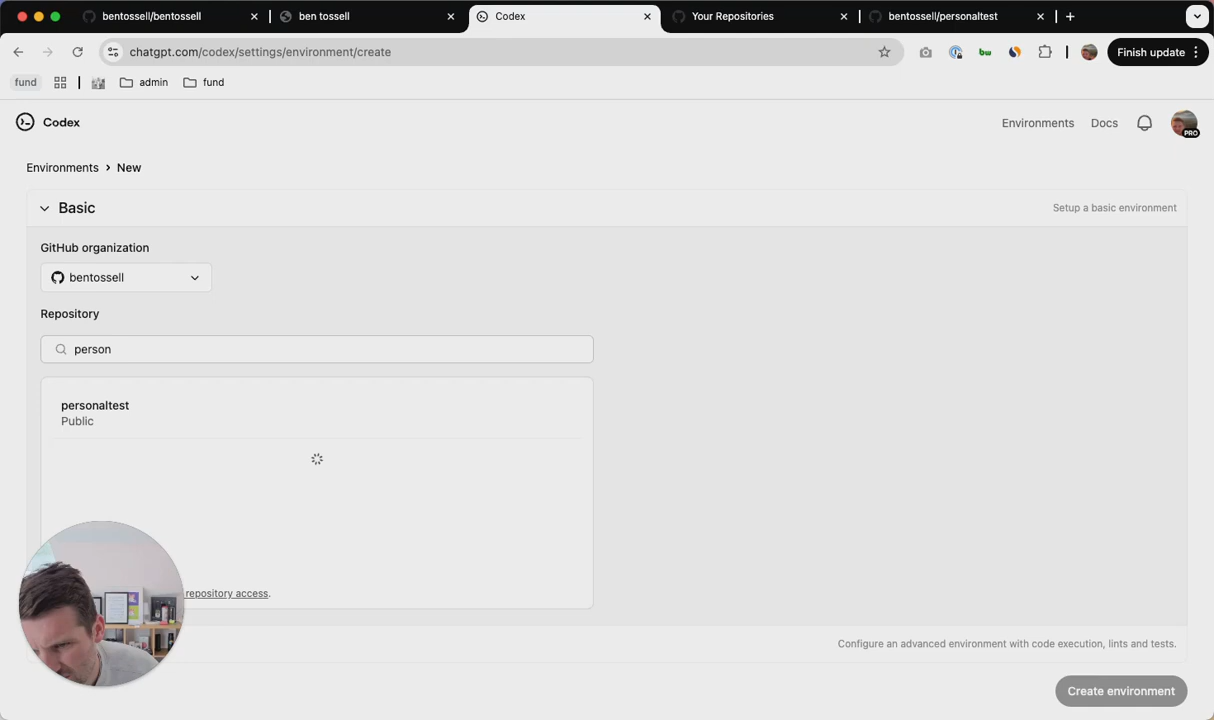 bentossell/bentossell
ben tossell
Codex
Your Repositories
bentossell/personaltest
chatgpt.com/codex/settings/environment/create
bw
Finish update
fund
admin
fund
Codex
Environments
Docs
PRO
Environments > New
Basic
Setup a basic environment
GitHub organization
bentossell
Repository
person
personaltest
Public
repository access.
Configure an advanced environment with code execution, lints and tests.
Create environment